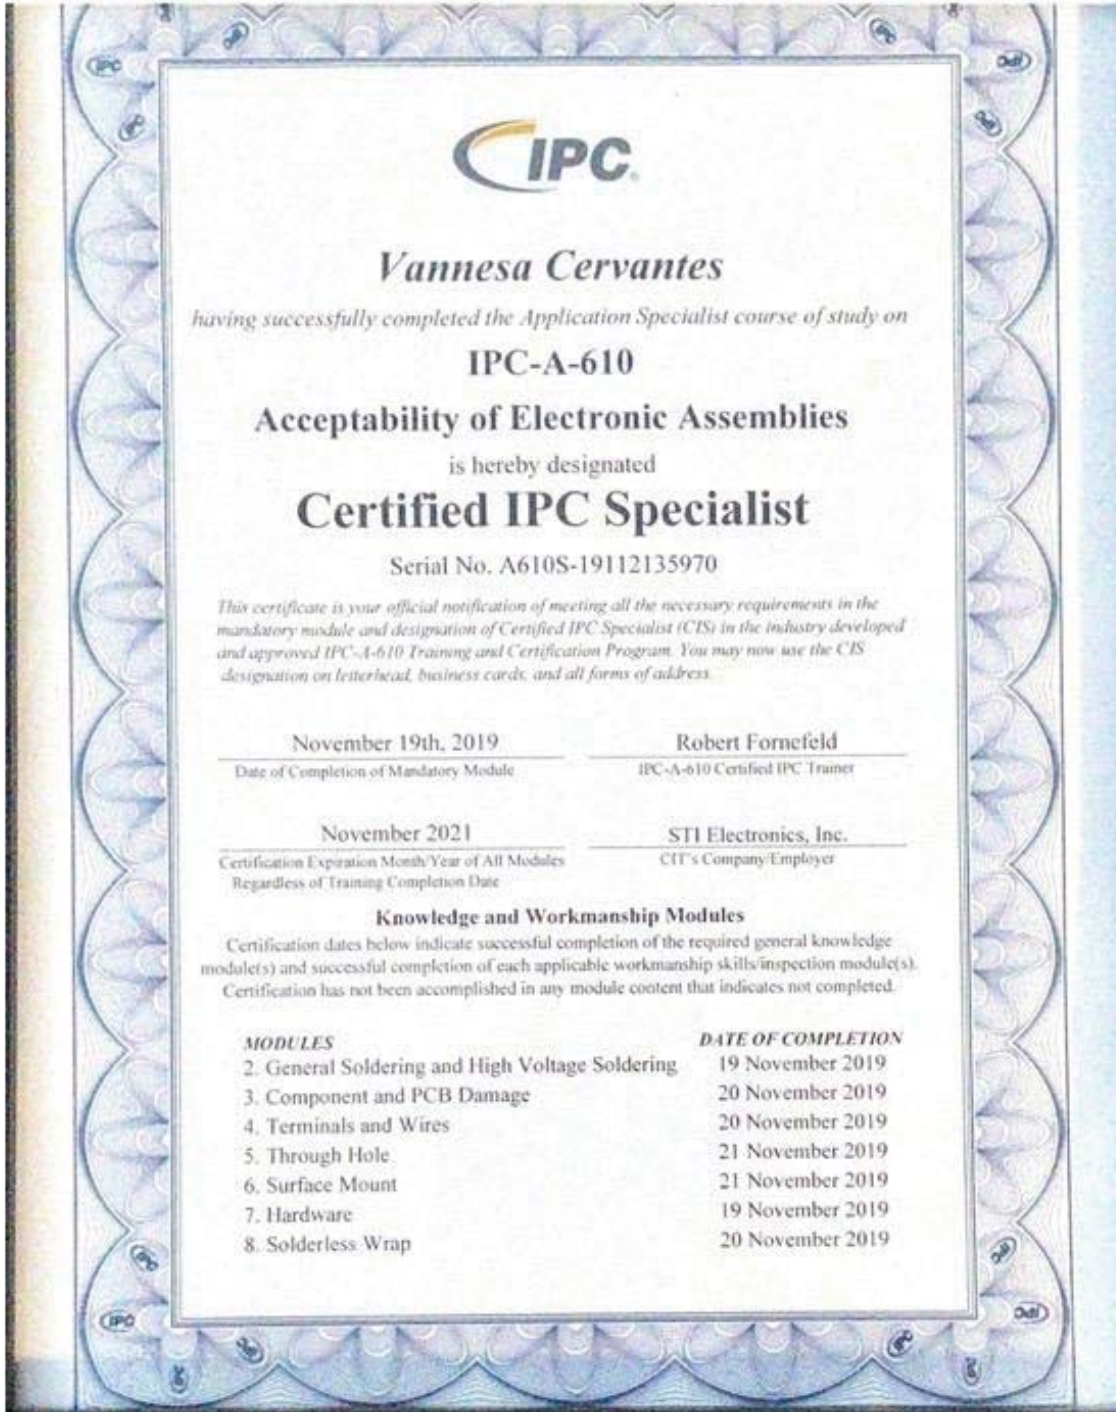 IPC
Vannesa Cervantes
having successfully completed the Application Specialist course of study on
IPC-A-610
Acceptability of Electronic Assemblies
is hereby designated
Certified IPC Specialist
Serial No. A610S-19112135970
This certificate is your official notification of meeting all the necessary requirements in the
mandatory module and designation of Certified IPC Specialist (CIS) in the industry developed
and approved IPC-A-610 Training and Certification Program. You may now use the CIS
designation on letterhead, business cards, and all forms of address.
November 19th, 2019
Date of Completion of Mandatory Module
Robert Fornefeld
IPC-A-610 Certified IPC Trainer
November 2021
Certification Expiration Month/Year of All Modules
Regardless of Training Completion Date
STI Electronics, Inc.
CIT's Company/Employer
Knowledge and Workmanship Modules
Certification dates below indicate successful completion of the required general knowledge
module(s) and successful completion of each applicable workmanship skills/inspection module(s).
Certification has not been accomplished in any module content that indicates not completed.
MODULES DATE OF COMPLETION
2. General Soldering and High Voltage Soldering 19 November 2019
3. Component and PCB Damage 20 November 2019
4. Terminals and Wires 20 November 2019
5. Through Hole 21 November 2019
6. Surface Mount 21 November 2019
7. Hardware 19 November 2019
8. Solderless Wrap 20 November 2019